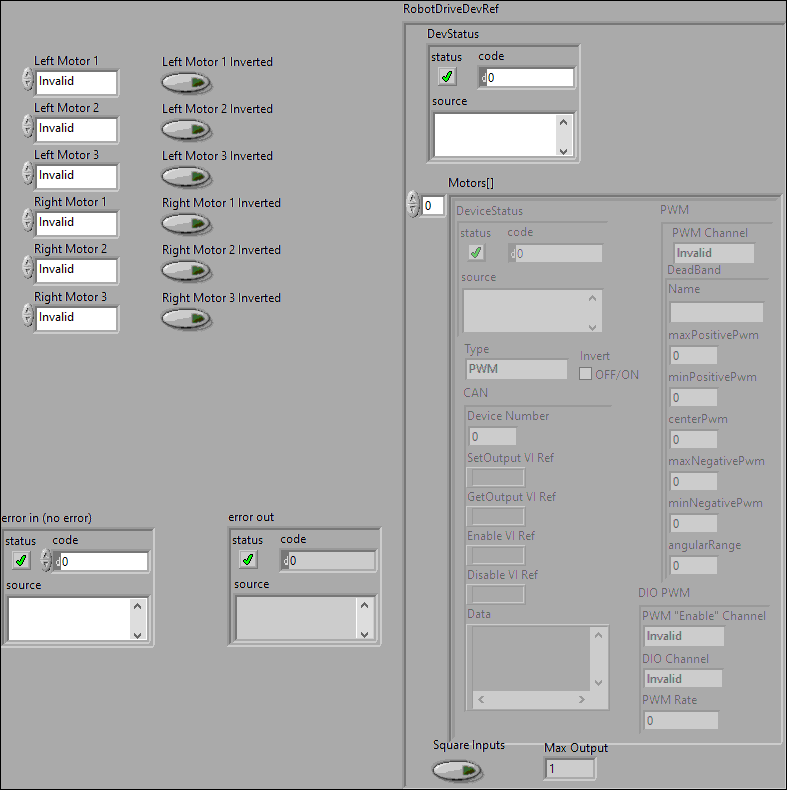 RobotDriveDevRef
DevStatus
status code
d0
source
Left Motor 1 Left Motor 1 Inverted
Invalid
Left Motor 2 Left Motor 2 Inverted
Invalid
Left Motor 3 Left Motor 3 Inverted
Invalid
Right Motor 1 Right Motor 1 Inverted
Invalid
Right Motor 2 Right Motor 2 Inverted
Invalid
Right Motor 3 Right Motor 3 Inverted
Invalid
Motors[]
0
DeviceStatus
status code
d0
source
Type
PWM
Invert
OFF/ON
CAN
Device Number
0
SetOutput VI Ref
GetOutput VI Ref
Enable VI Ref
Disable VI Ref
Data
PWM
PWM Channel
Invalid
DeadBand
Name
maxPositivePwm
0
minPositivePwm
0
centerPwm
0
maxNegativePwm
0
minNegativePwm
0
angularRange
0
DIO PWM
PWM "Enable" Channel
Invalid
DIO Channel
Invalid
PWM Rate
0
error in (no error)
status code
d0
source
error out
status code
d0
source
Square Inputs
Max Output
1